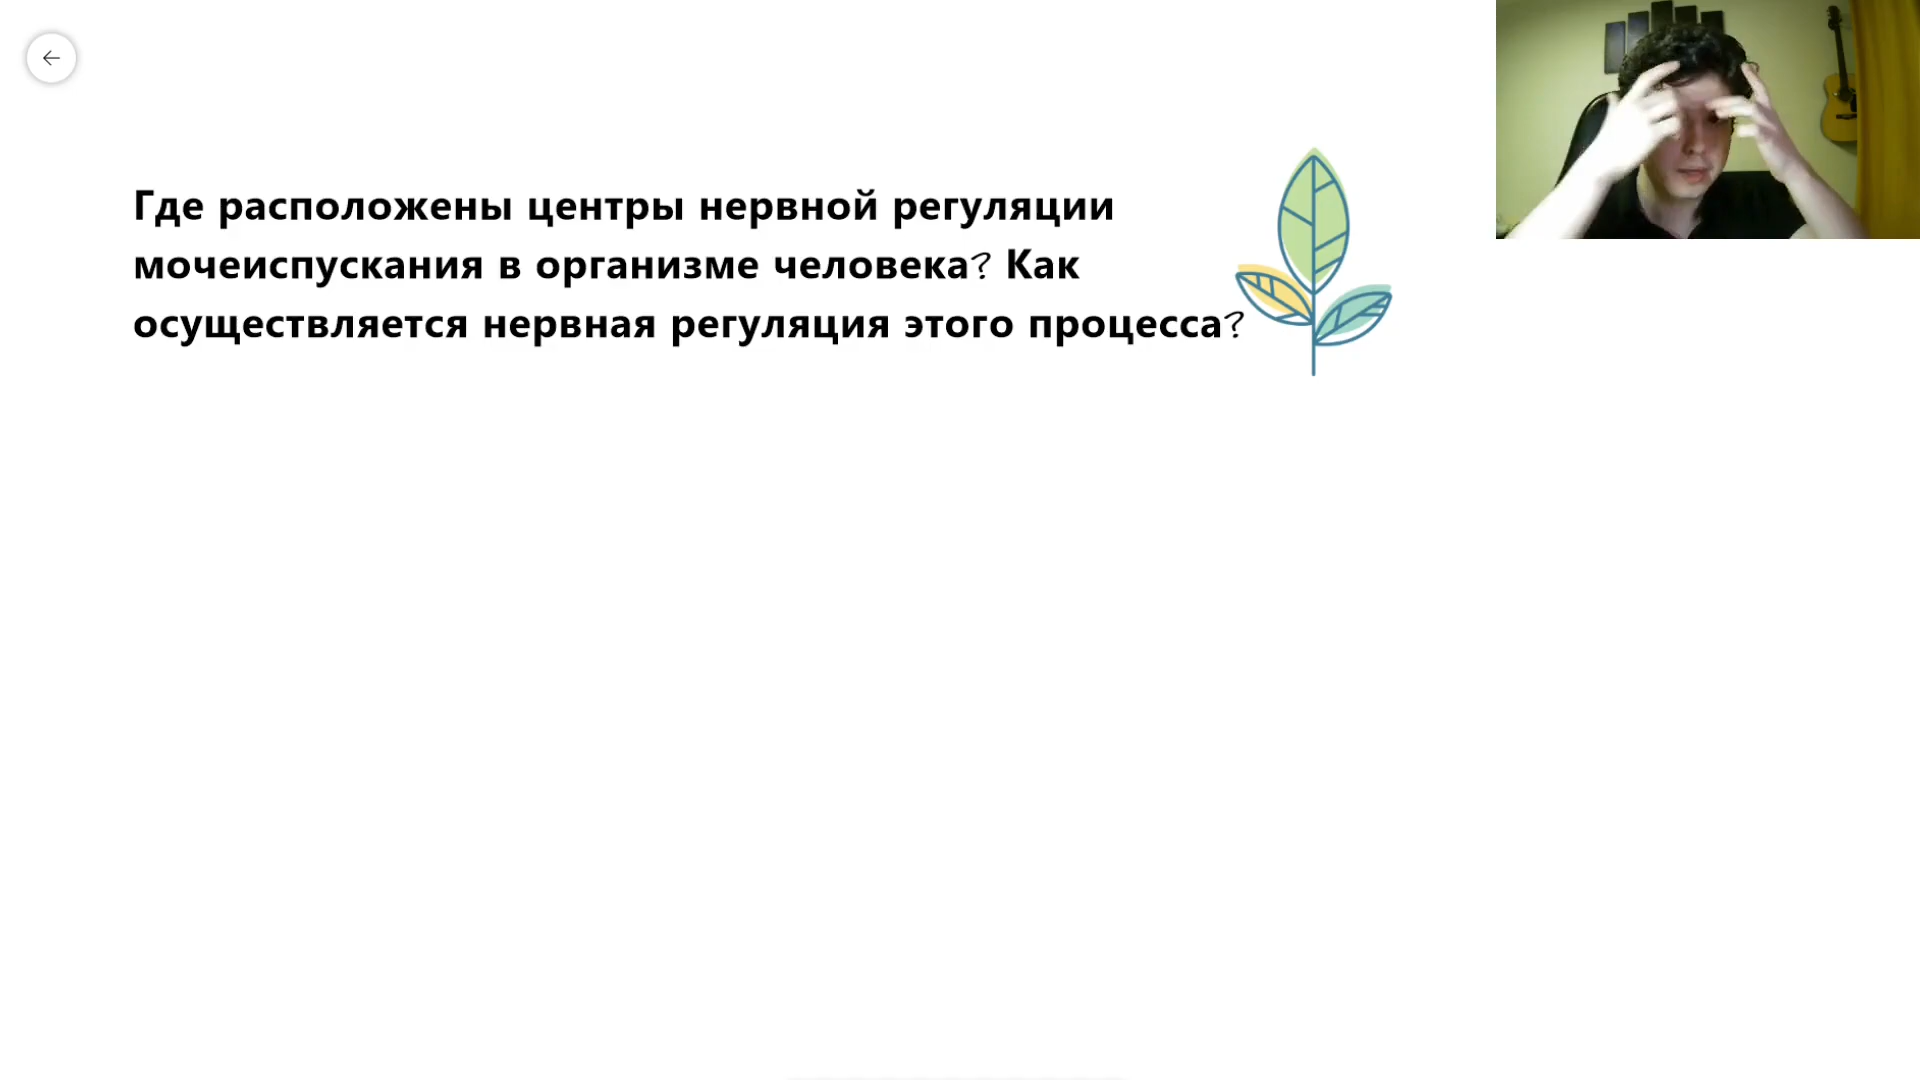 Где расположены центры нервной регуляции
мочеиспускания в организме человека? Как
осуществляется нервная регуляция этого процесса?